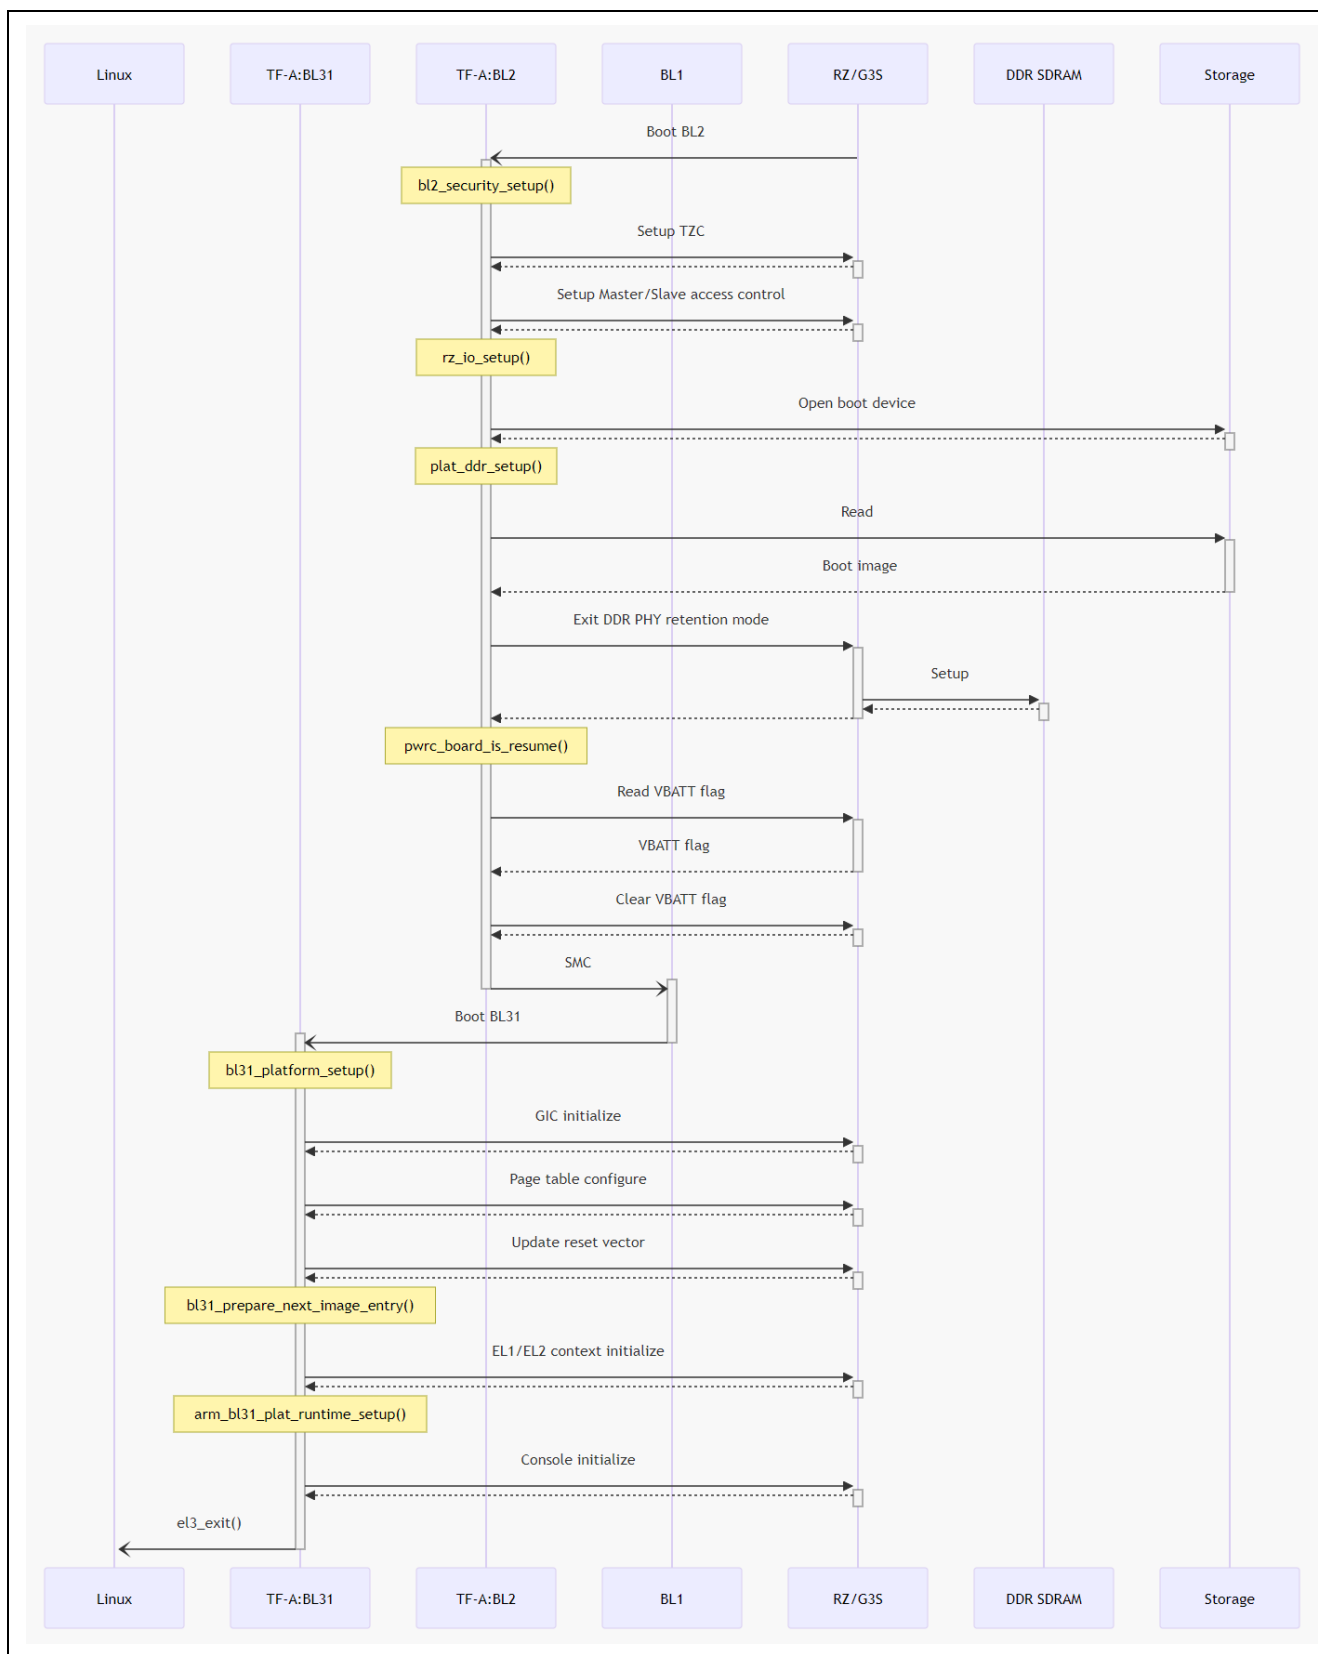 Linux
TF-A:BL31
TF-A:BL2
BL1
RZ/G3S
DDR SDRAM
Storage
Boot BL2
bl2_security_setup()
Setup TZC
Setup Master/Slave access control
rz_io_setup()
Open boot device
plat_ddr_setup()
Read
Boot image
Exit DDR PHY retention mode
Setup
pwrc_board_is_resume()
Read VBATT flag
VBATT flag
Clear VBATT flag
SMC
Boot BL31
bl31_platform_setup()
GIC initialize
Page table configure
Update reset vector
bl31_prepare_next_image_entry()
EL1/EL2 context initialize
arm_bl31_plat_runtime_setup()
Console initialize
el3_exit()
Linux
TF-A:BL31
TF-A:BL2
BL1
RZ/G3S
DDR SDRAM
Storage